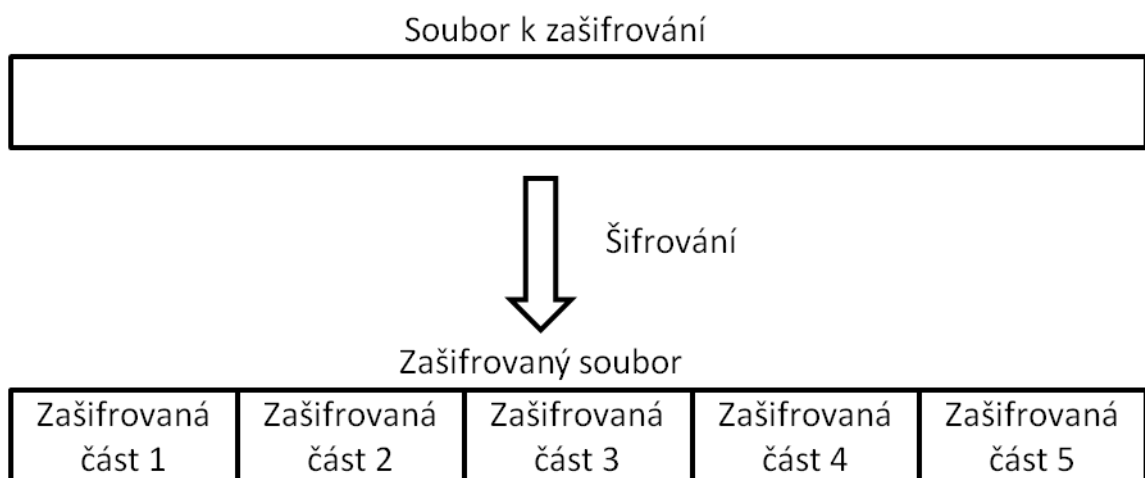 Soubor k zašifrování
Šifrování
Zašifrovaný soubor
Zašifrovaná Zašifrovaná Zašifrovaná Zašifrovaná Zašifrovaná
část 1 část 2 část 3 část 4 část 5